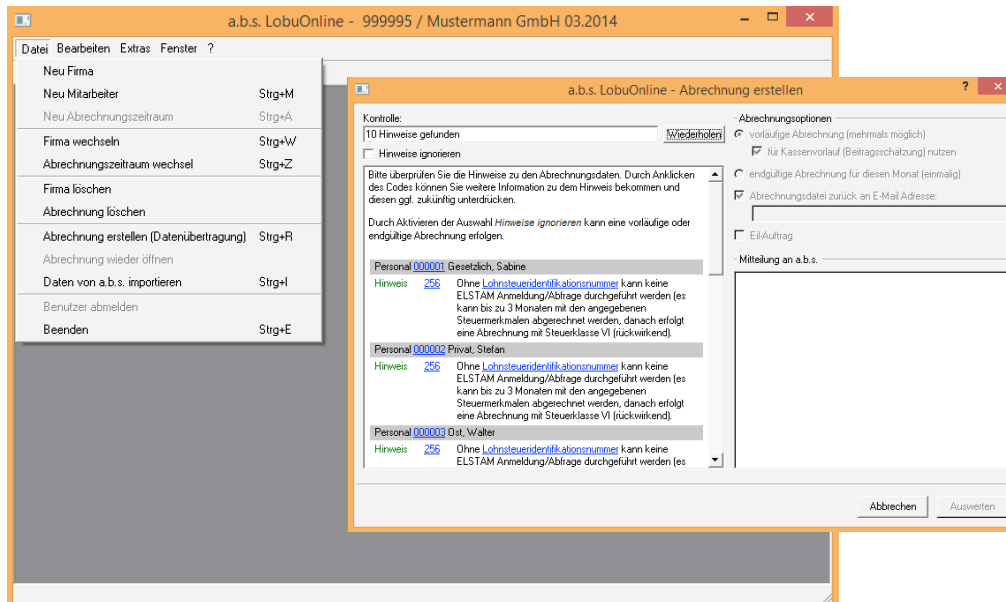 a.b.s. LobuOnline - 999995 / Mustermann GmbH 03.2014
Datei Bearbeiten Extras Fenster ?
Neu Firma
Neu Mitarbeiter Strg+M
Neu Abrechnungszeitraum Strg+A
Firma wechseln Strg+W
Abrechnungszeitraum wechsel Strg+Z
Firma löschen
Abrechnung löschen
Abrechnung erstellen (Datenübertragung) Strg+R
Abrechnung wieder öffnen
Daten von a.b.s. importieren Strg+I
Benutzer abmelden
Beenden Strg+E
a.b.s. LobuOnline - Abrechnung erstellen ? x
Kontrolle:
10 Hinweise gefunden Wiederholen
Hinweise ignorieren
Bitte überprüfen Sie die Hinweise zu den Abrechnungsdaten. Durch Anklicken
des Codes können Sie weitere Information zu dem Hinweis bekommen und
diesen ggf. zukünftig unterdrücken.
Durch Aktivieren der Auswahl Hinweise ignorieren kann eine vorläufige oder
endgültige Abrechnung erfolgen.
Personal 000001 Gesetzlich, Sabine
Hinweis 256 Ohne Lohnsteueridentifikationsnummer kann keine
ELSTAM Anmeldung/Abfrage durchgeführt werden (es
kann bis zu 3 Monaten mit den angegebenen
Steuermerkmalen abgerechnet werden, danach erfolgt
eine Abrechnung mit Steuerklasse VI (rückwirkend).
Personal 000002 Privat, Stefan
Hinweis 256 Ohne Lohnsteueridentifikationsnummer kann keine
ELSTAM Anmeldung/Abfrage durchgeführt werden (es
kann bis zu 3 Monaten mit den angegebenen
Steuermerkmalen abgerechnet werden, danach erfolgt
eine Abrechnung mit Steuerklasse VI (rückwirkend).
Personal 000003 Ost, Walter
Hinweis 256 Ohne Lohnsteueridentifikationsnummer kann keine
ELSTAM Anmeldung/Abfrage durchgeführt werden (es
Abrechnungsoptionen
vorläufige Abrechnung (mehrmals möglich)
für Kassenvorlauf (Beitragsschätzung) nutzen
endgültige Abrechnung für diesen Monat (einmalig)
Abrechnungsdatei zurück an E-Mail Adresse:
Eil-Auftrag
Mitteilung an a.b.s.
Abbrechen Auswerten